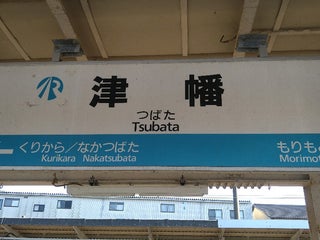 津幡
つばた
Tsubata
くりから／なかつばた
Kurikara Nakatsubata
もりも
Morimot